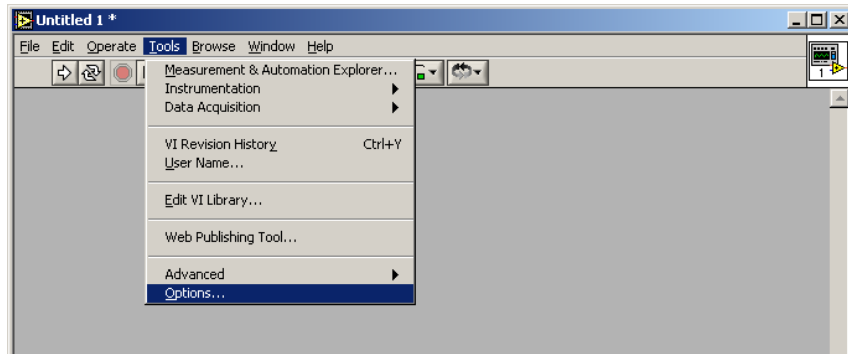 Untitled 1 *
File Edit Operate Tools Browse Window Help
1
Measurement & Automation Explorer...
Instrumentation
Data Acquisition
VI Revision History Ctrl+Y
User Name...
Edit VI Library...
Web Publishing Tool...
Advanced
Options...